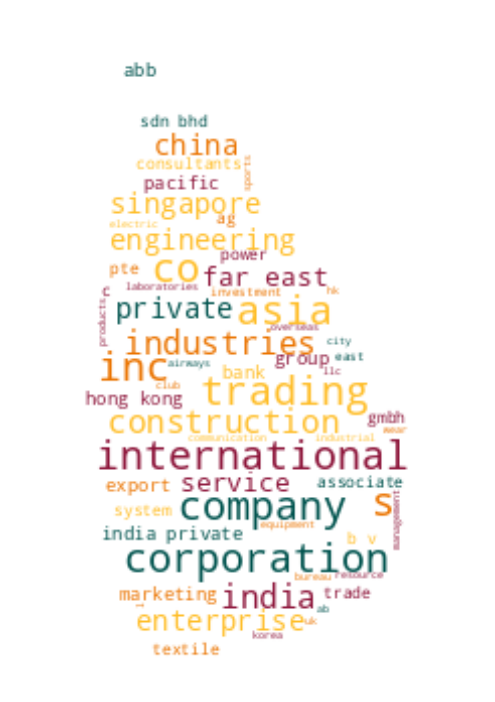 abb
sdn bhd
china
consultants
sports
pacific
singapore
ag
electric
engineering
power
pte
co
far east
laboratories
investment
hk
c
products
private
asia
overseas
industries
city
group
east
inc
airways
bank
llc
club
trading
hong kong
construction
gmbh
wear
communication
industrial
international
export
service
associate
system
company
s
management
equipment
india private
b v
corporation
bureau
resource
marketing
india
trade
ab
enterprise
uk
korea
textile